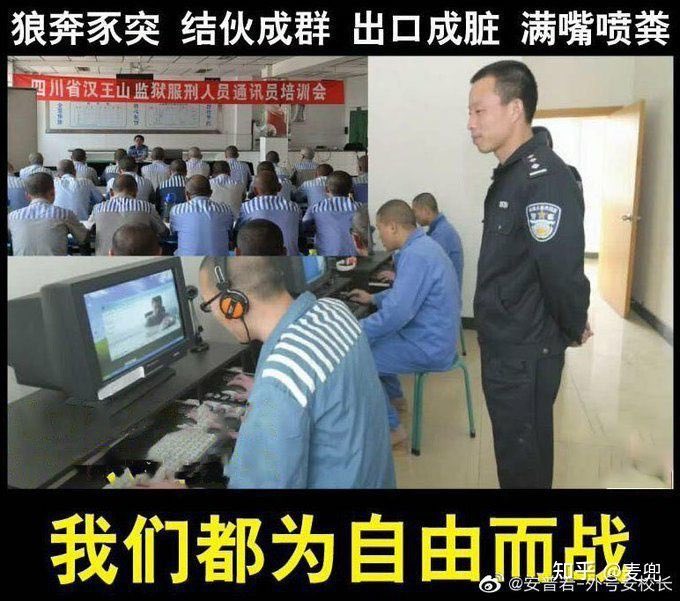 狼奔豕突 结伙成群 出口成脏 满嘴喷粪
四川省汉王山监狱服刑人员通讯员培训会
我们都为自由而战
知乎 @麦兜
@安普若-外号安校长